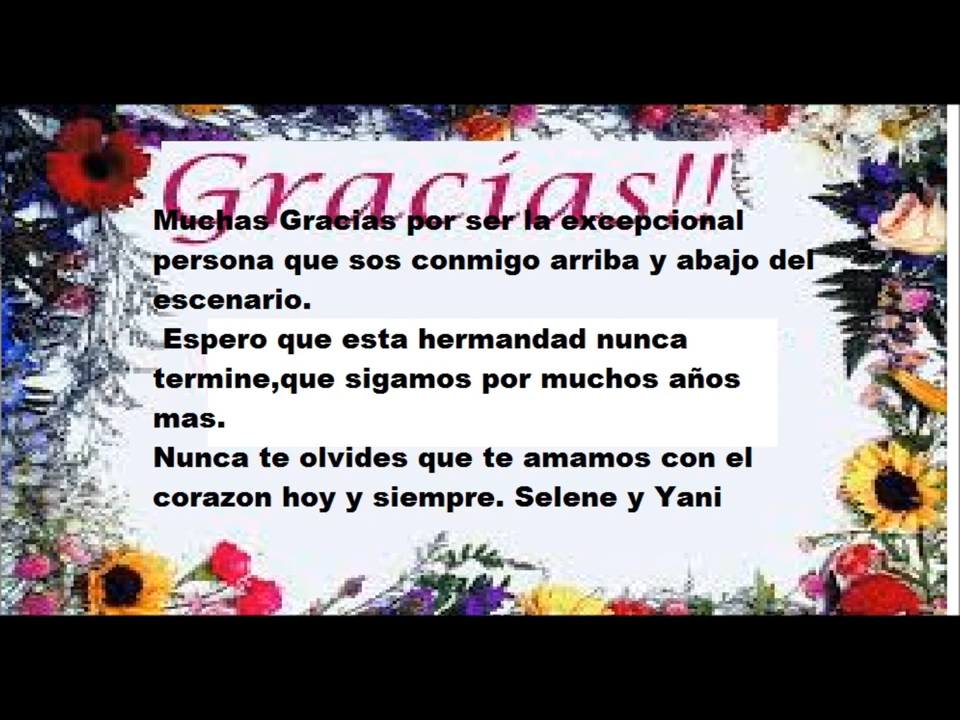 Gracías!!
Muchas Gracias por ser la excepcional
persona que sos conmigo arriba y abajo del
escenario.
Espero que esta hermandad nunca
termine,que sigamos por muchos años
mas.
Nunca te olvides que te amamos con el
corazon hoy y siempre. Selene y Yani